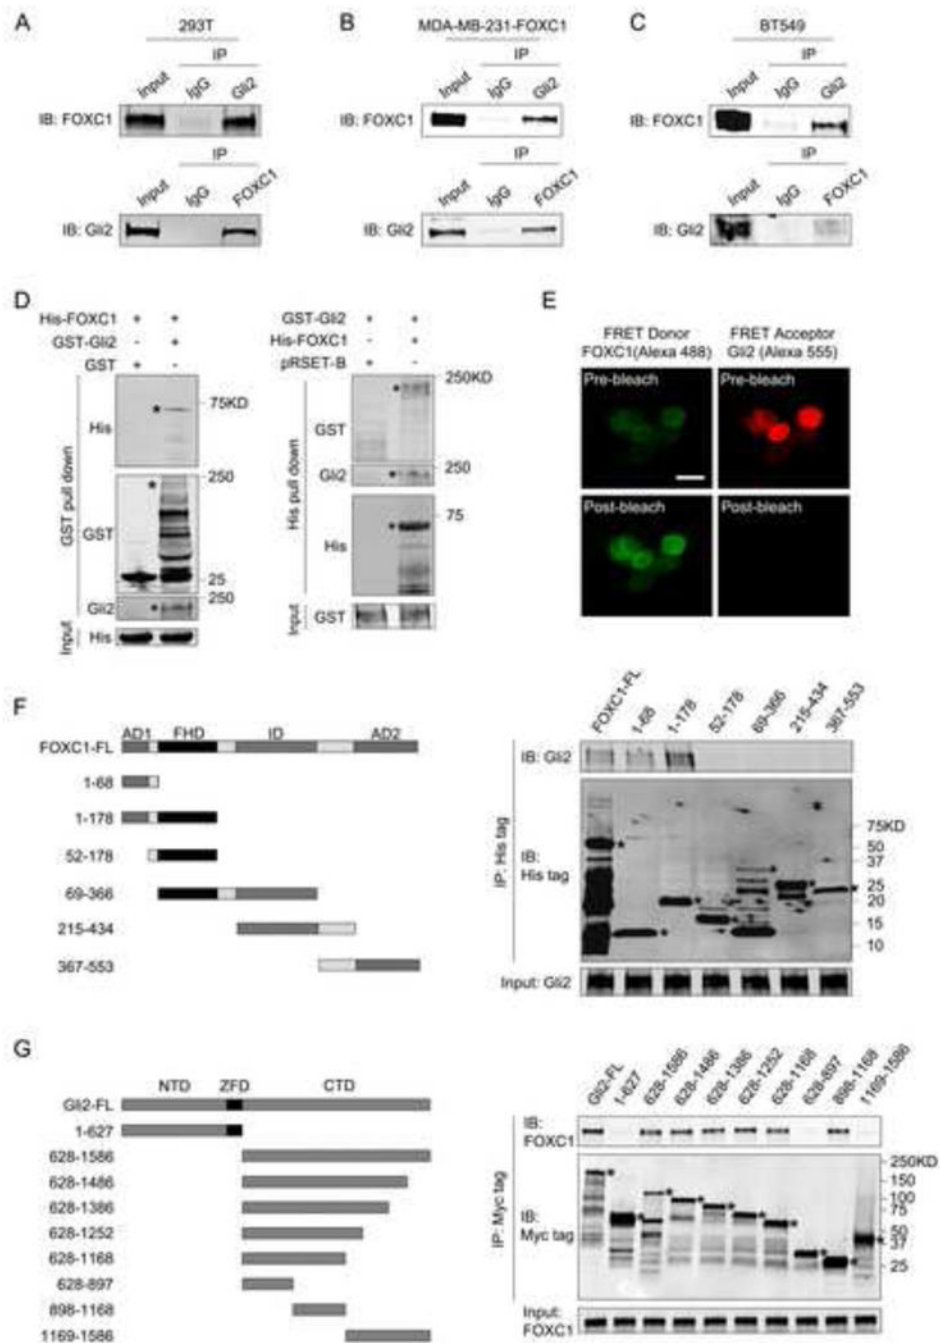 A
293T
IP
Input
IgG
Gli2
IB: FOXC1
IP
Input
IgG
FOXC1
IB: Gli2
B
MDA-MB-231-FOXC1
IP
Input
IgG
Gli2
IB: FOXC1
IP
Input
IgG
FOXC1
IB: Gli2
C
BT549
IP
Input
IgG
Gli2
IB: FOXC1
IP
Input
IgG
FOXC1
IB: Gli2
D
His-FOXC1 + +
GST-Gli2 - +
GST + -
GST pull down
His
75KD
*
GST
250
*
25
Gli2
250
*
Input
His
GST-Gli2 + +
His-FOXC1 - +
pRSET-B + -
His pull down
250KD
*
GST
Gli2
250
*
75
*
His
Input
GST
E
FRET Donor
FOXC1(Alexa 488)
FRET Acceptor
Gli2 (Alexa 555)
Pre-bleach
Pre-bleach
Post-bleach
Post-bleach
F
AD1 FHD ID AD2
FOXC1-FL
1-68
1-178
52-178
69-366
215-434
367-553
FOXC1-FL
1-68
1-178
52-178
69-366
215-434
367-553
IP: His tag
IB: Gli2
IB:
His tag
75KD
50
37
25
20
15
10
Input: Gli2
G
NTD ZFD CTD
Gli2-FL
1-627
628-1586
628-1486
628-1386
628-1252
628-1168
628-897
898-1168
1169-1586
Gli2-FL
1-627
628-1586
628-1486
628-1386
628-1252
628-1168
628-897
898-1168
1169-1586
IP: Myc tag
IB:
FOXC1
IB:
Myc tag
250KD
150
100
75
50
37
25
Input:
FOXC1